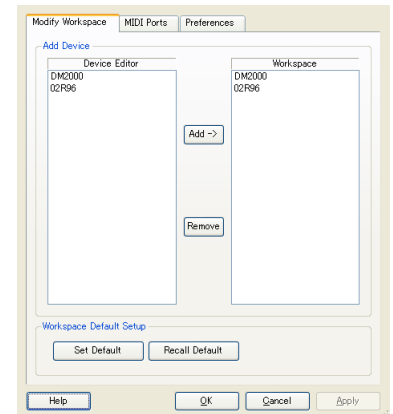 Modify Workspace MIDI Ports Preferences
Add Device
Device Editor Workspace
DM2000 DM2000
02R96 02R96
Add ->
Remove
Workspace Default Setup
Set Default Recall Default
Help OK Cancel Apply